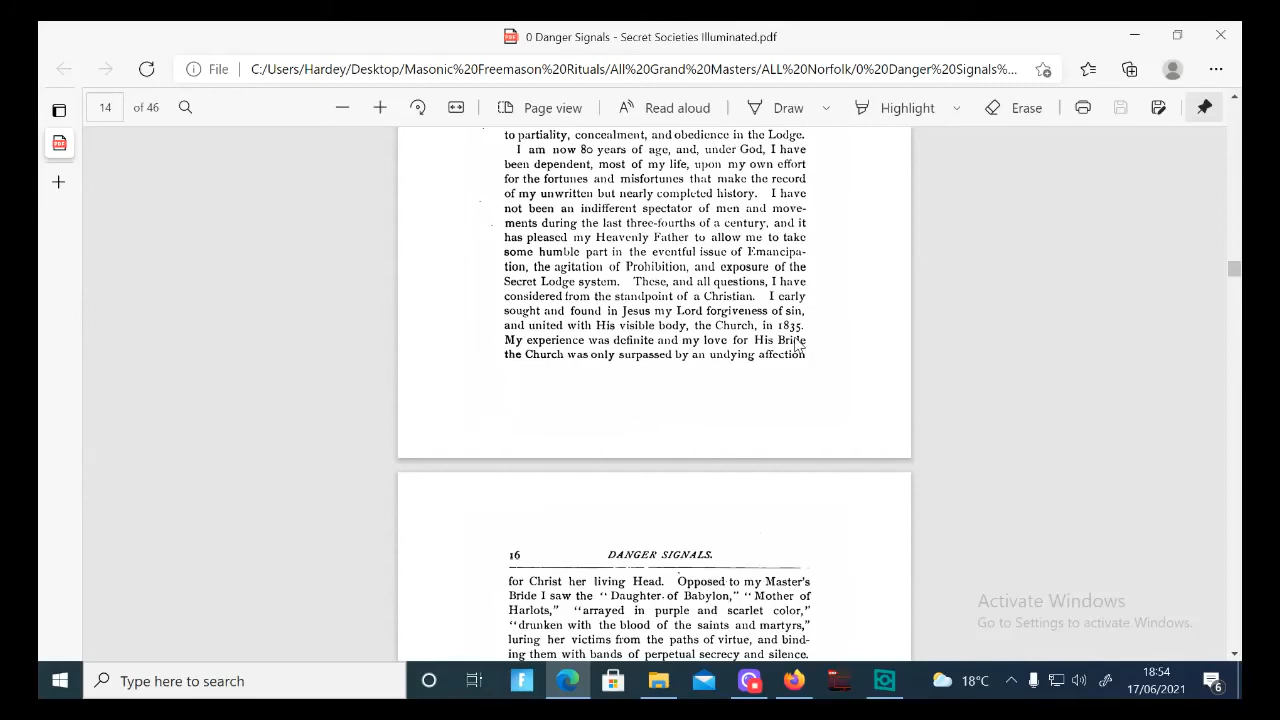 0 Danger Signals - Secret Societies Illuminated.pdf
File
C:/Users/Hardey/Desktop/Masonic%20Freemason%20Rituals/All%20Grand%20Masters/ALL%20Norfolk/0%20Danger%20Signals%...
14 of 46
Page view
Read aloud
Draw
Highlight
Erase
to partiality, concealment, and obedience in the Lodge.
I am now 80 years of age, and, under God, I have
been dependent, most of my life, upon my own effort
for the fortunes and misfortunes that make the record
of my unwritten but nearly completed history. I have
not been an indifferent spectator of men and move-
ments during the last three-fourths of a century, and it
has pleased my Heavenly Father to allow me to take
some humble part in the eventful issue of Emancipa-
tion, the agitation of Prohibition, and exposure of the
Secret Lodge system. These, and all questions, I have
considered from the standpoint of a Christian. I early
sought and found in Jesus my Lord forgiveness of sin,
and united with His visible body, the Church, in 1835.
My experience was definite and my love for His Bride
the Church was only surpassed by an undying affection
16 DANGER SIGNALS.
for Christ her living Head. Opposed to my Master's
Bride I saw the "Daughter of Babylon," "Mother of
Harlots," "arrayed in purple and scarlet color,"
"drunken with the blood of the saints and martyrs,"
luring her victims from the paths of virtue, and bind-
ing them with bands of perpetual secrecy and silence.
Activate Windows
Go to Settings to activate Windows.
Type here to search
18°C
18:54
17/06/2021
6